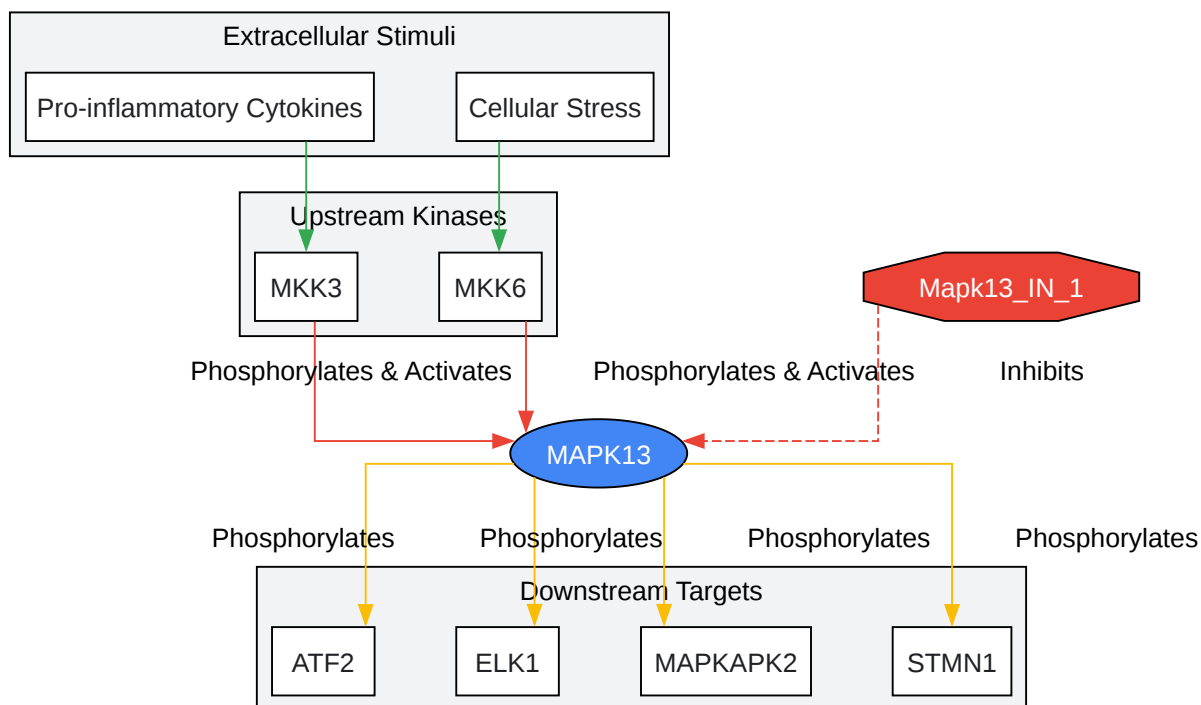 Extracellular Stimuli
Pro-inflammatory Cytokines
Cellular Stress
Upstream Kinases
MKK3
MKK6
Mapk13_IN_1
Phosphorylates & Activates
Phosphorylates & Activates
Inhibits
MAPK13
Phosphorylates
Phosphorylates
Phosphorylates
Phosphorylates
Downstream Targets
ATF2
ELK1
MAPKAPK2
STMN1